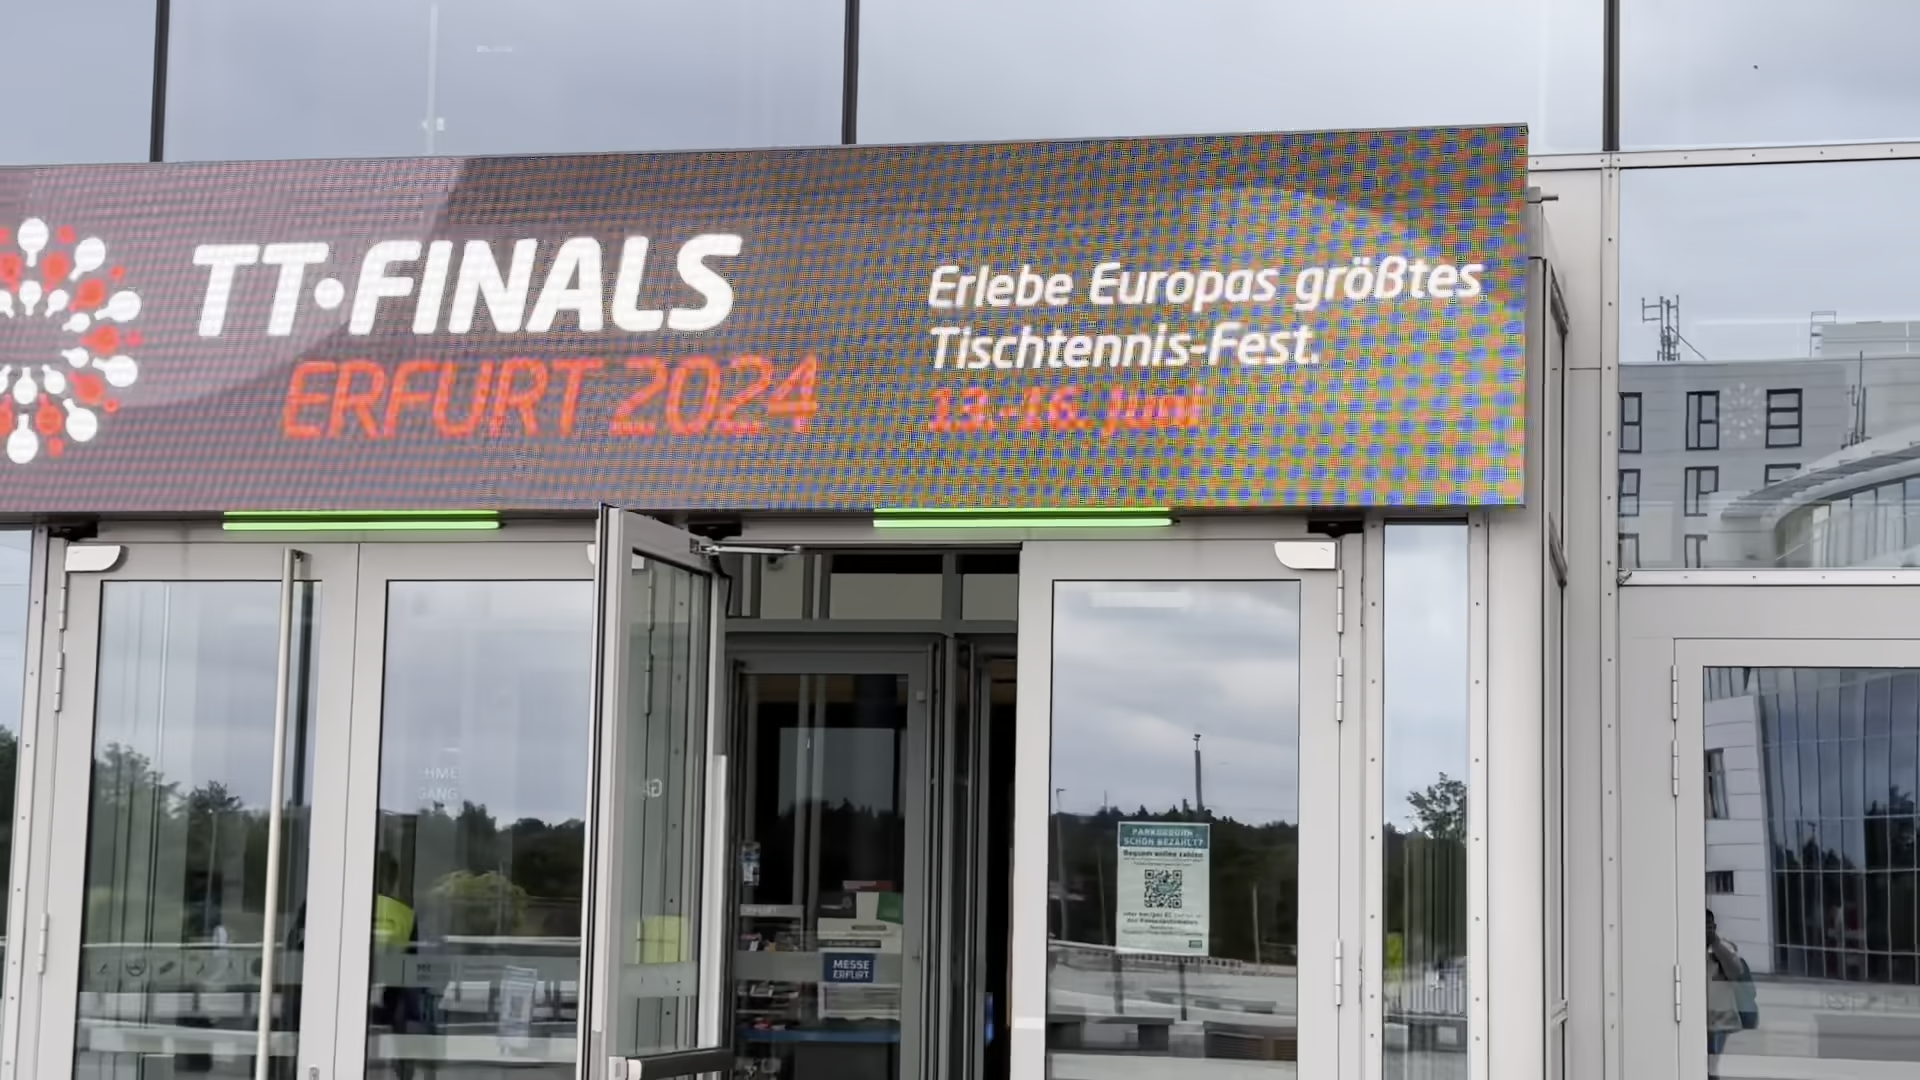 TT·FINALS
ERFURT 2024
Erlebe Europas größtes
Tischtennis-Fest.
13.-16. Juni
PARKGEBÜHR
SCHON BEZAHLT?
Bequem online zahlen
MESSE
ERFURT